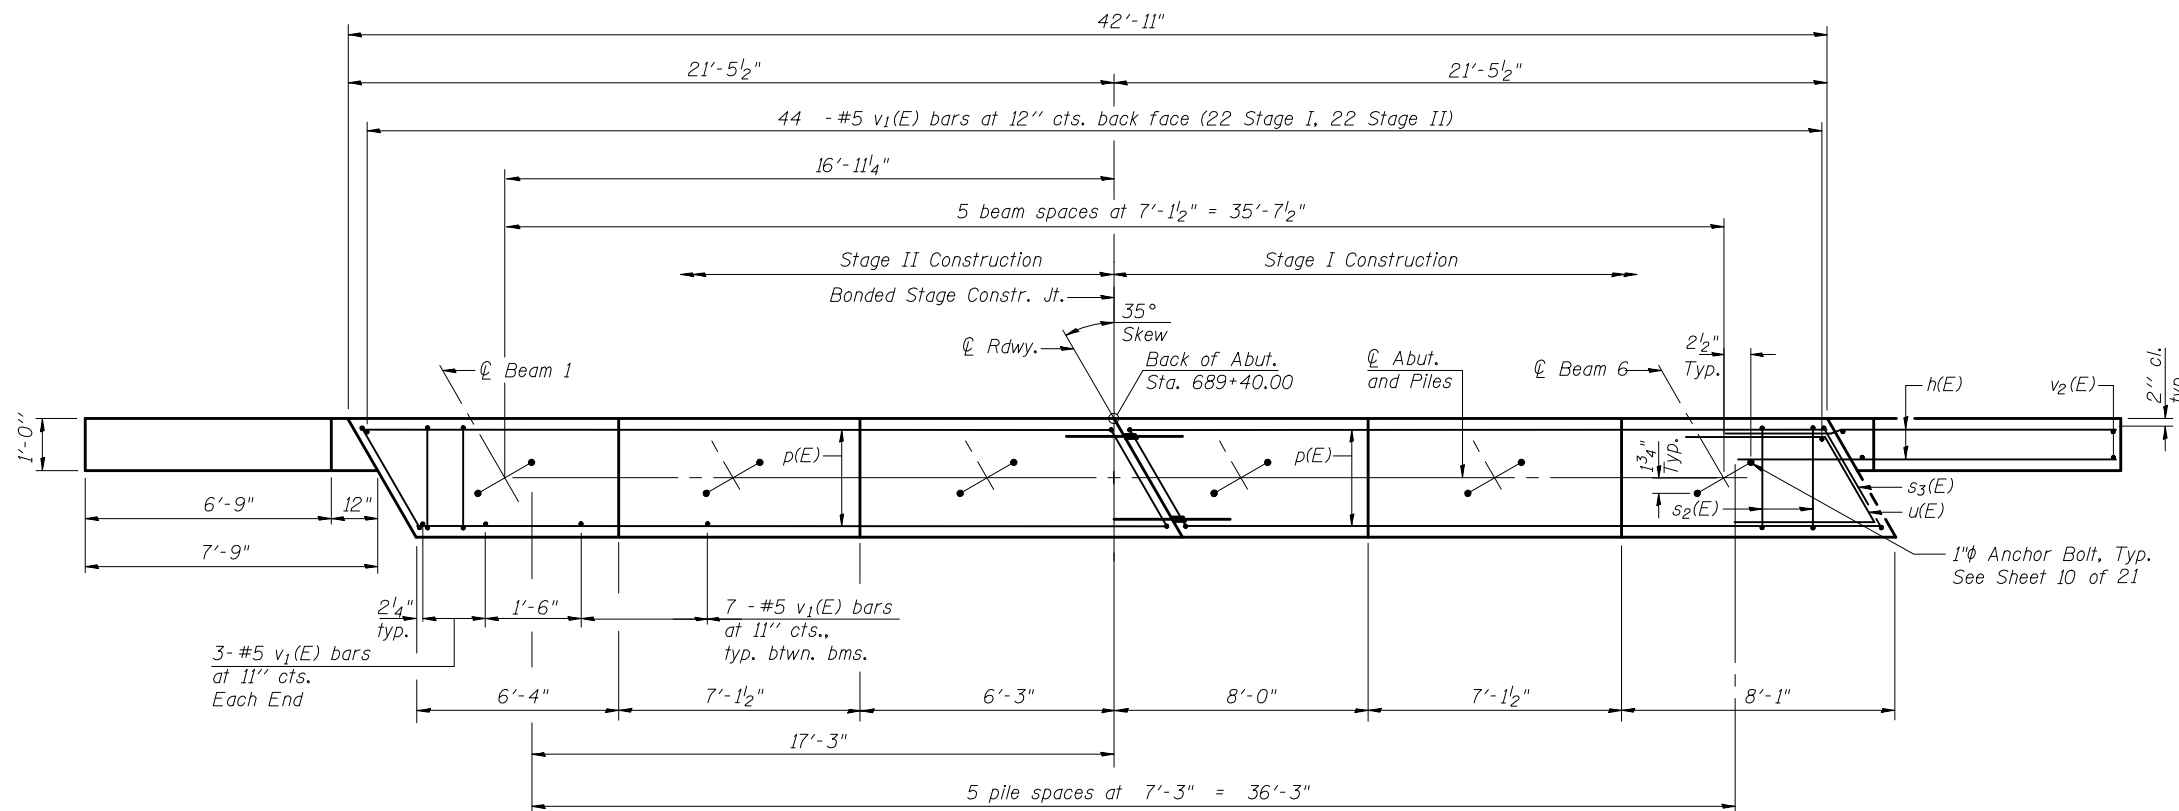 42'-11"
21'-5½" 21'-5½"
44 - #5 v₁(E) bars at 12'' cts. back face (22 Stage I, 22 Stage II)
16'-11¼"
5 beam spaces at 7'-1½" = 35'-7½"
Stage II Construction Stage I Construction
Bonded Stage Constr. Jt.
35°
Skew
℄ Rdwy.
℄ Beam 1
Back of Abut.
Sta. 689+40.00
℄ Abut.
and Piles
℄ Beam 6
2½"
Typ.
h(E)
v₂(E)
2'' cl.
typ
1'-0"
p(E)
p(E)
1¾"
Typ.
s₂(E)
s₃(E)
u(E)
6'-9" 12"
7'-9"
1"ϕ Anchor Bolt, Typ.
See Sheet 10 of 21
2¼"
typ.
1'-6"
7 - #5 v₁(E) bars
at 11'' cts.,
typ. btwn. bms.
3- #5 v₁(E) bars
at 11'' cts.
Each End
6'-4" 7'-1½" 6'-3" 8'-0" 7'-1½" 8'-1"
17'-3"
5 pile spaces at 7'-3" = 36'-3"